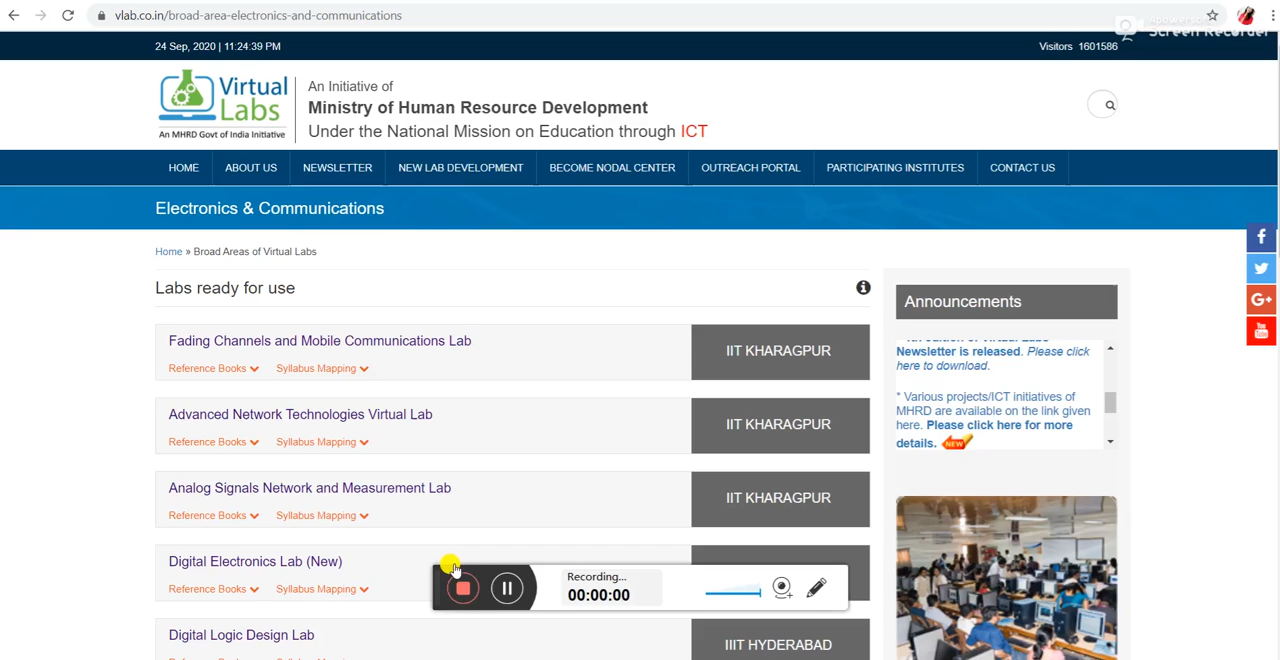 vlab.co.in/broad-area-electronics-and-communications
Apowersoft
Screen Recorder
24 Sep, 2020 | 11:24:39 PM
Visitors 1601586
Virtual
Labs
An MHRD Govt of India Initiative
An Initiative of
Ministry of Human Resource Development
Under the National Mission on Education through ICT
HOME
ABOUT US
NEWSLETTER
NEW LAB DEVELOPMENT
BECOME NODAL CENTER
OUTREACH PORTAL
PARTICIPATING INSTITUTES
CONTACT US
Electronics & Communications
Home » Broad Areas of Virtual Labs
Labs ready for use
Fading Channels and Mobile Communications Lab
IIT KHARAGPUR
Reference Books
Syllabus Mapping
Advanced Network Technologies Virtual Lab
IIT KHARAGPUR
Reference Books
Syllabus Mapping
Analog Signals Network and Measurement Lab
IIT KHARAGPUR
Reference Books
Syllabus Mapping
Digital Electronics Lab (New)
Reference Books
Syllabus Mapping
Digital Logic Design Lab
IIIT HYDERABAD
Recording...
00:00:00
Announcements
Newsletter is released. Please click
here to download.
* Various projects/ICT initiatives of
MHRD are available on the link given
here. Please click here for more
details. NEW
f
G+
You
Tube